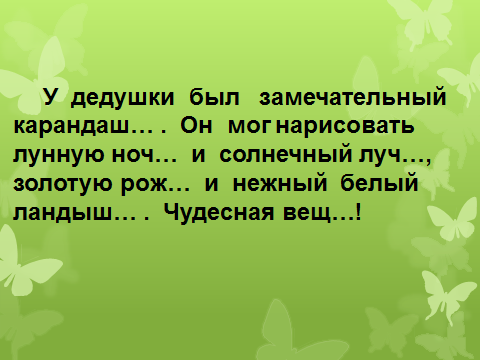 У дедушки был замечательный
карандаш… . Он мог нарисовать
лунную ноч… и солнечный луч…,
золотую рож… и нежный белый
ландыш… . Чудесная вещ…!